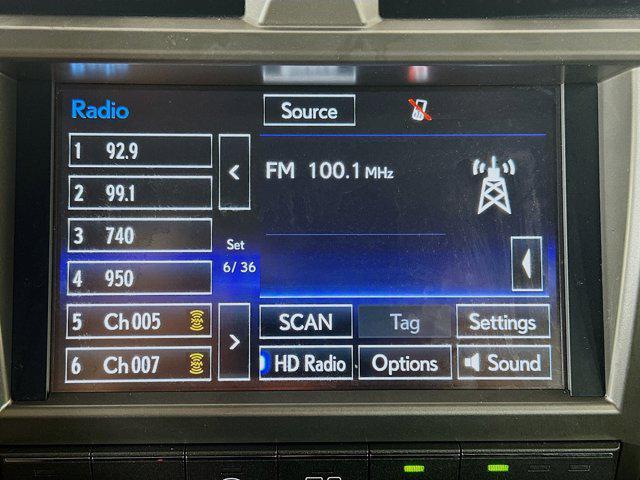 Radio
Source
1 92.9
2 99.1
3 740
4 950
5 Ch005
6 Ch007
<
Set
6/36
>
FM 100.1 MHz
SCAN
Tag
Settings
HD Radio
Options
Sound